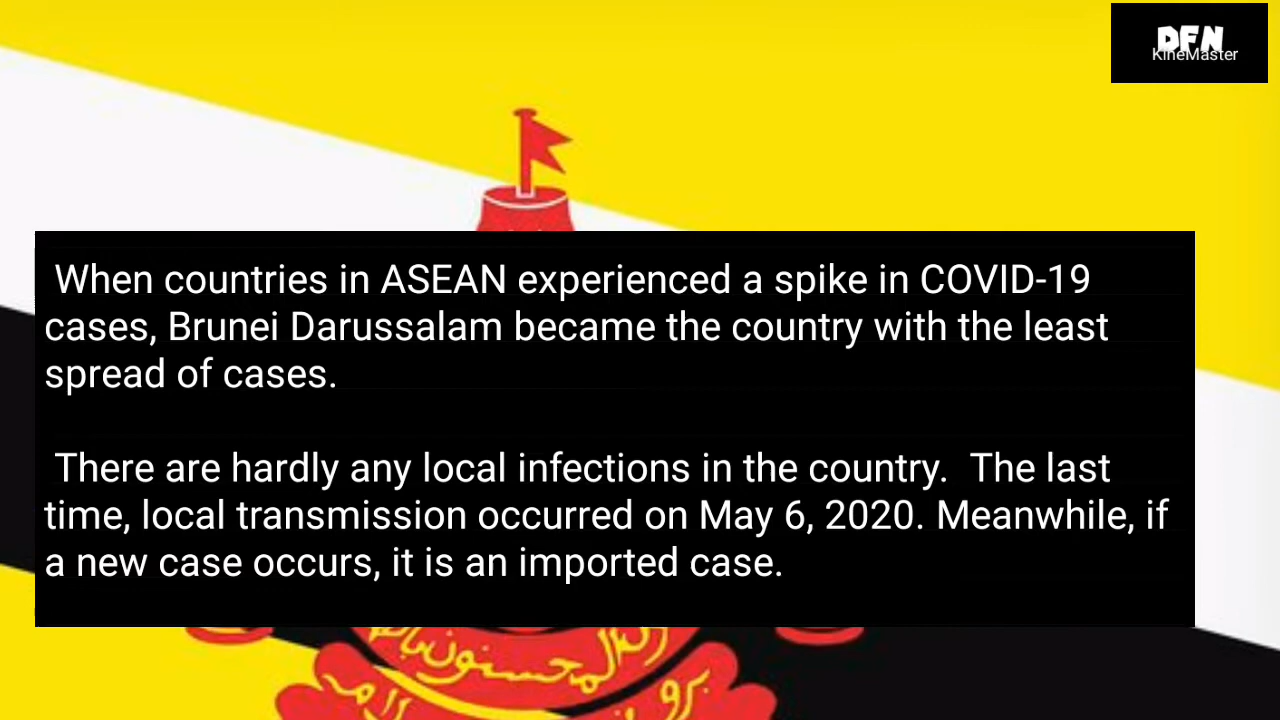 DFN
KineMaster
When countries in ASEAN experienced a spike in COVID-19
cases, Brunei Darussalam became the country with the least
spread of cases.
There are hardly any local infections in the country.  The last
time, local transmission occurred on May 6, 2020. Meanwhile, if
a new case occurs, it is an imported case.